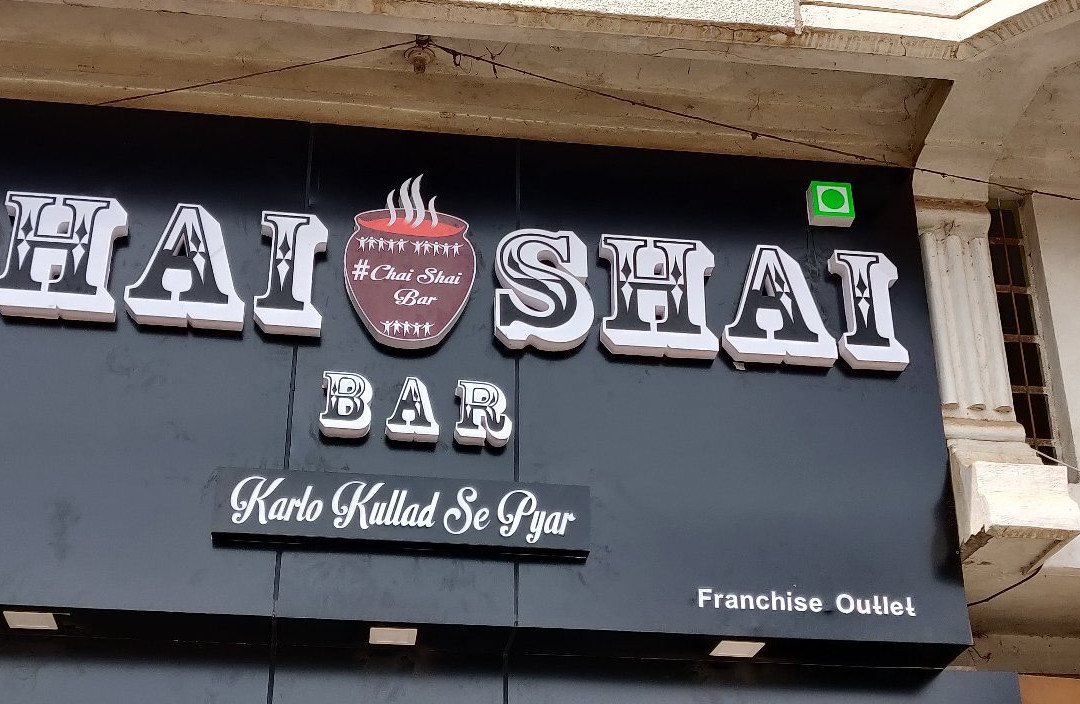 HAI SHAI
#Chai Shai
Bar
BAR
Karlo Kullad Se Pyar
Franchise Outlet